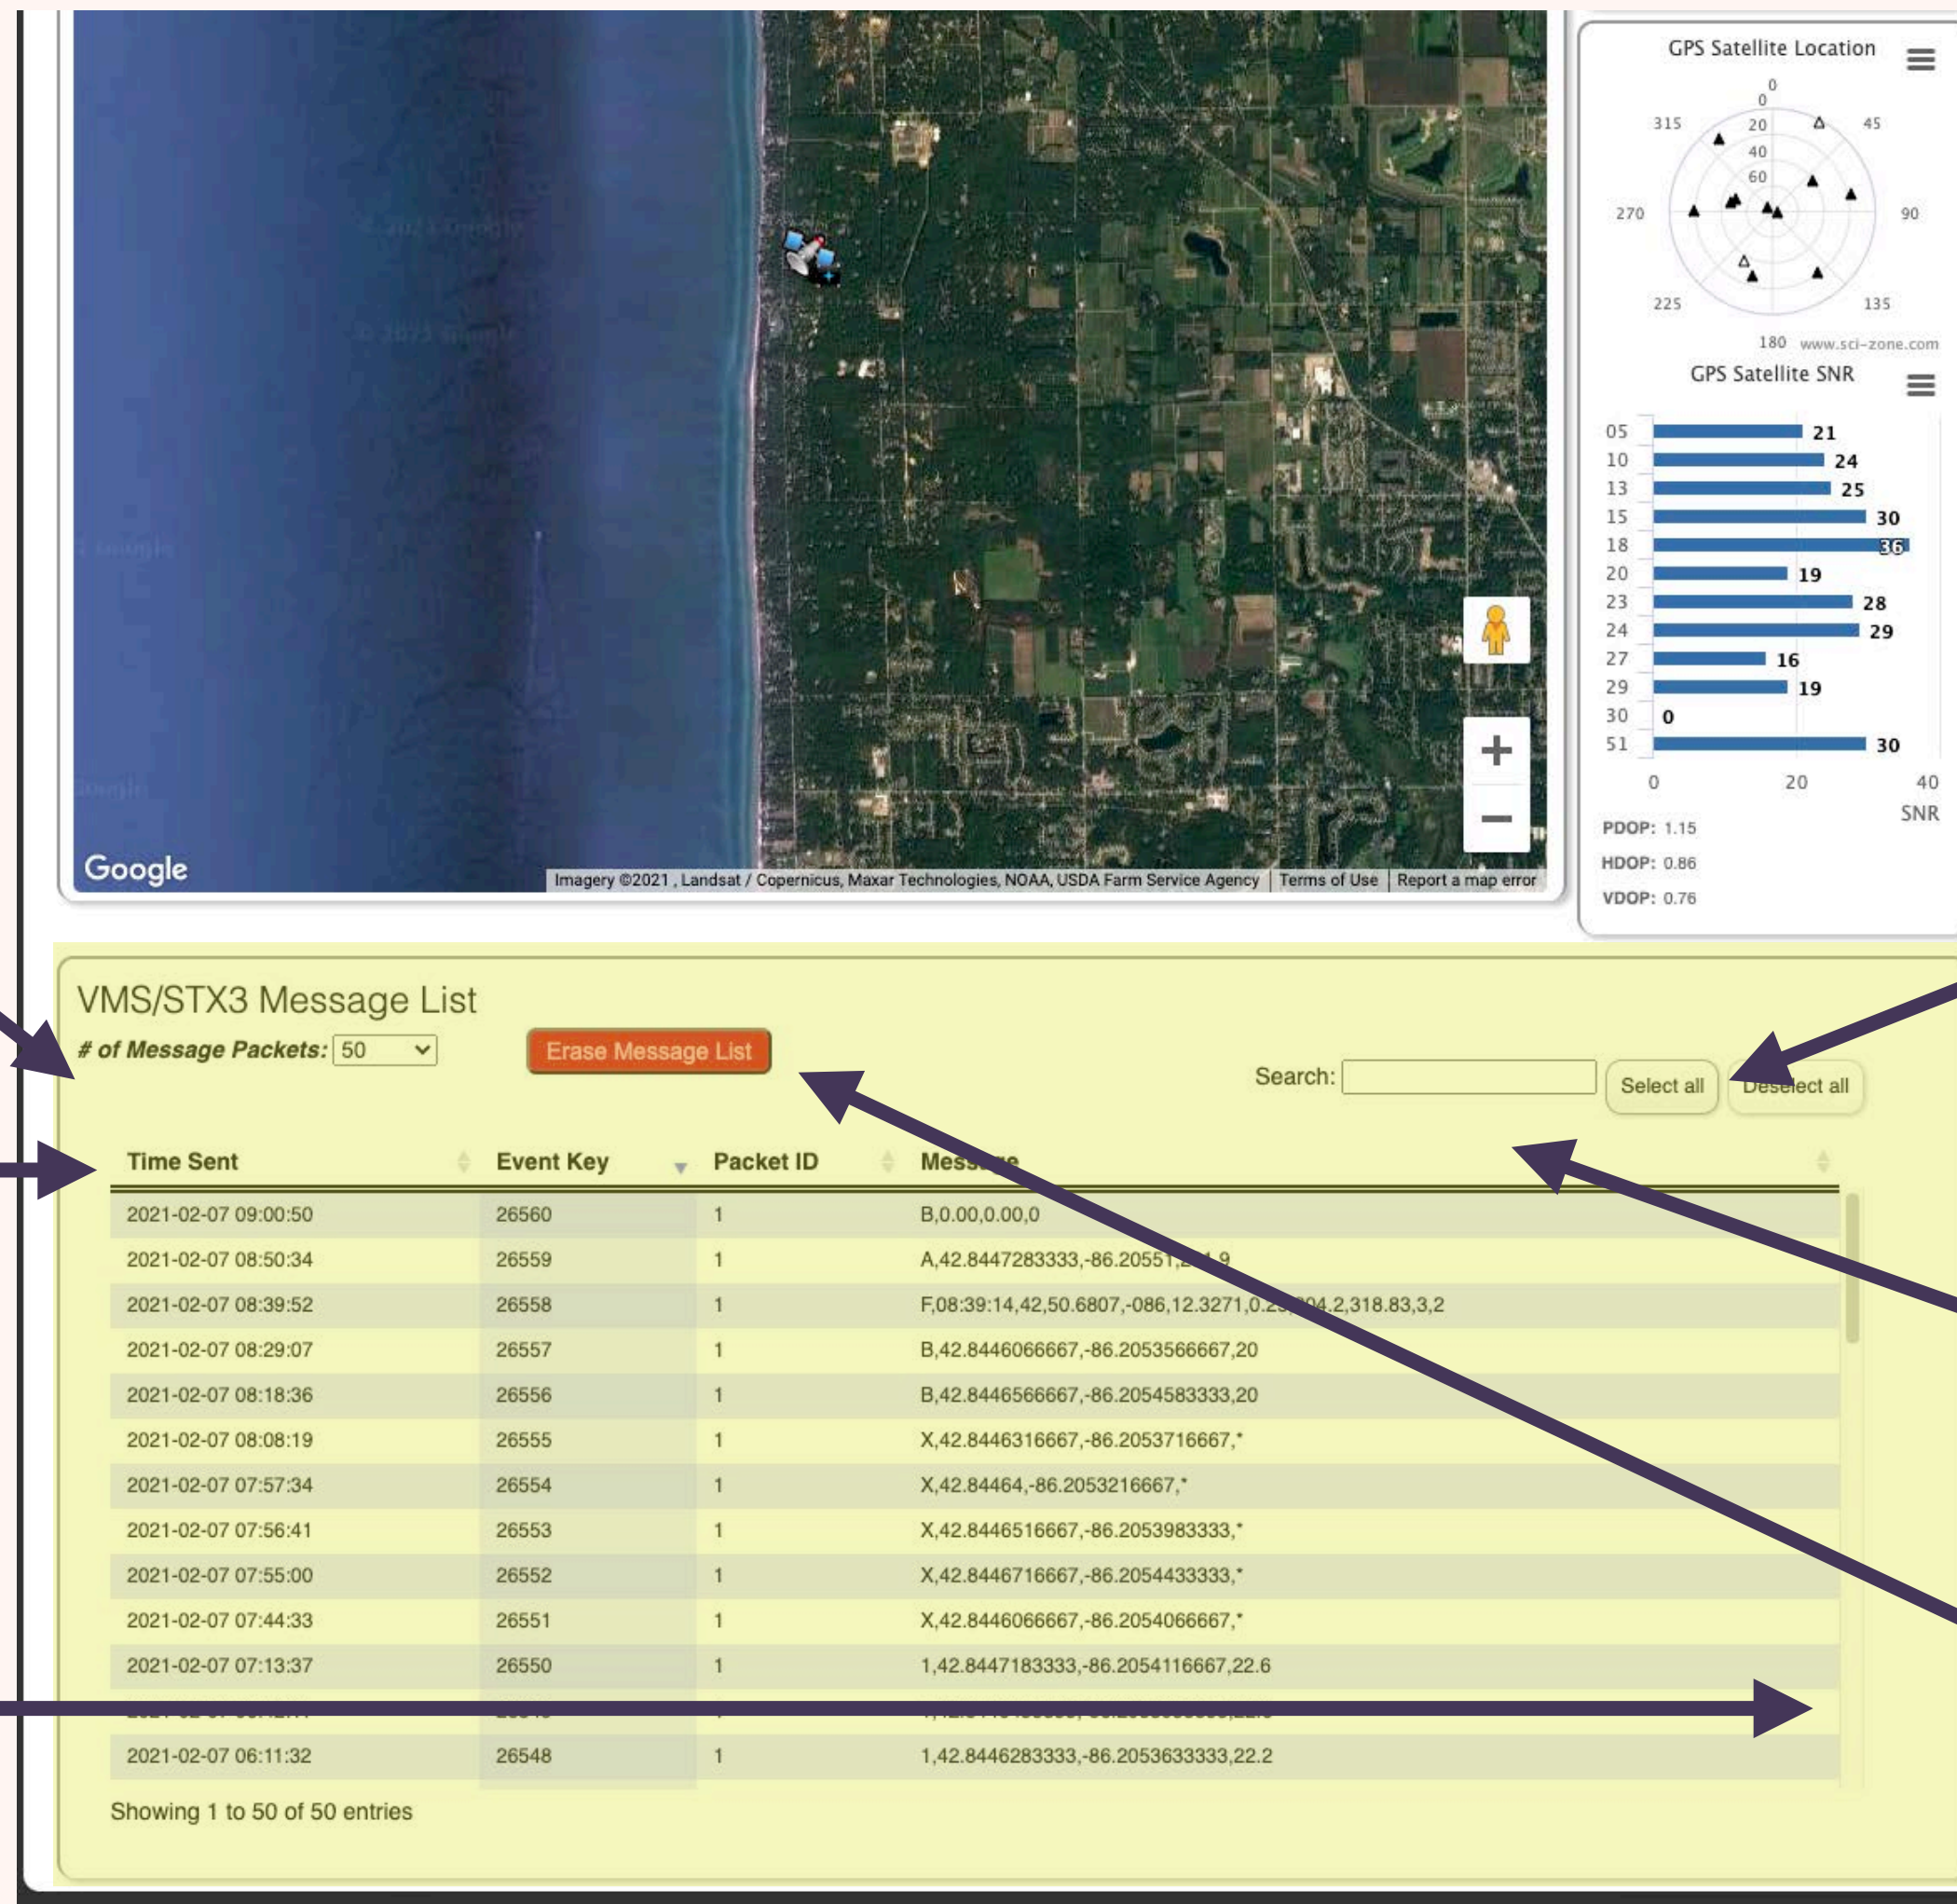 GPS Satellite Location
0
0
315
20
45
40
60
270
90
225
135
180 www.sci-zone.com
GPS Satellite SNR
05 21
10 24
13 25
15 30
18 36
20 19
23 28
24 29
27 16
29 19
30 0
51 30
0 20 40
SNR
PDOP: 1.15
HDOP: 0.86
VDOP: 0.76
Google
Imagery ©2021 , Landsat / Copernicus, Maxar Technologies, NOAA, USDA Farm Service Agency Terms of Use Report a map error
VMS/STX3 Message List
# of Message Packets: 50 Erase Message List
Search: Select all Deselect all
Time Sent Event Key Packet ID Message
2021-02-07 09:00:50 26560 1 B,0.00,0.00,0
2021-02-07 08:50:34 26559 1
2021-02-07 08:39:52 26558 1
2021-02-07 08:29:07 26557 1 B,42.8446066667,-86.2053566667,20
2021-02-07 08:18:36 26556 1 B,42.8446566667,-86.2054583333,20
2021-02-07 08:08:19 26555 1 X,42.8446316667,-86.2053716667,*
2021-02-07 07:57:34 26554 1 X,42.84464,-86.2053216667,*
2021-02-07 07:56:41 26553 1 X,42.8446516667,-86.2053983333,*
2021-02-07 07:55:00 26552 1 X,42.8446716667,-86.2054433333,*
2021-02-07 07:44:33 26551 1 X,42.8446066667,-86.2054066667,*
2021-02-07 07:13:37 26550 1 1,42.8447183333,-86.2054116667,22.6
2021-02-07 06:11:32 26548 1 1,42.8446283333,-86.2053633333,22.2
Showing 1 to 50 of 50 entries